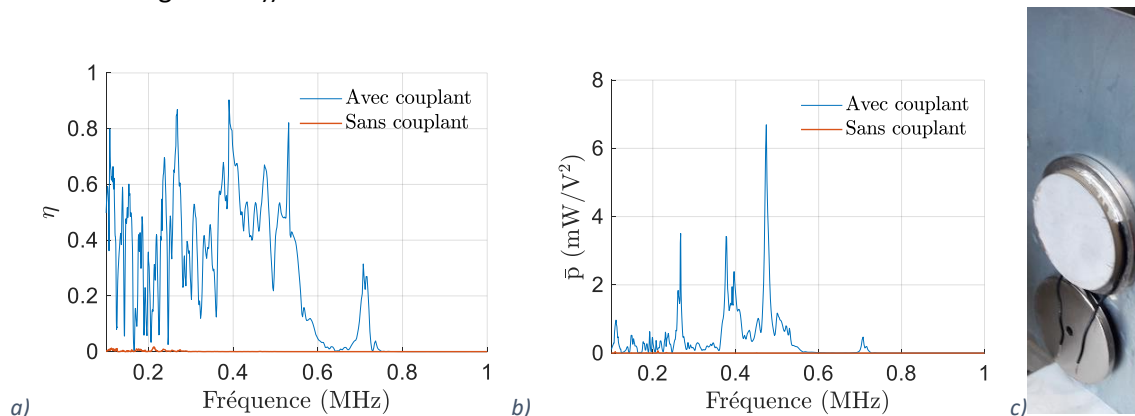 1
0.8
0.6
0.4
0.2
0
η
0.2 0.4 0.6 0.8 1
Fréquence (MHz)
Avec couplant
Sans couplant
a)
8
6
4
2
0
p̄ (mW/V²)
0.2 0.4 0.6 0.8 1
Fréquence (MHz)
Avec couplant
Sans couplant
b)
c)